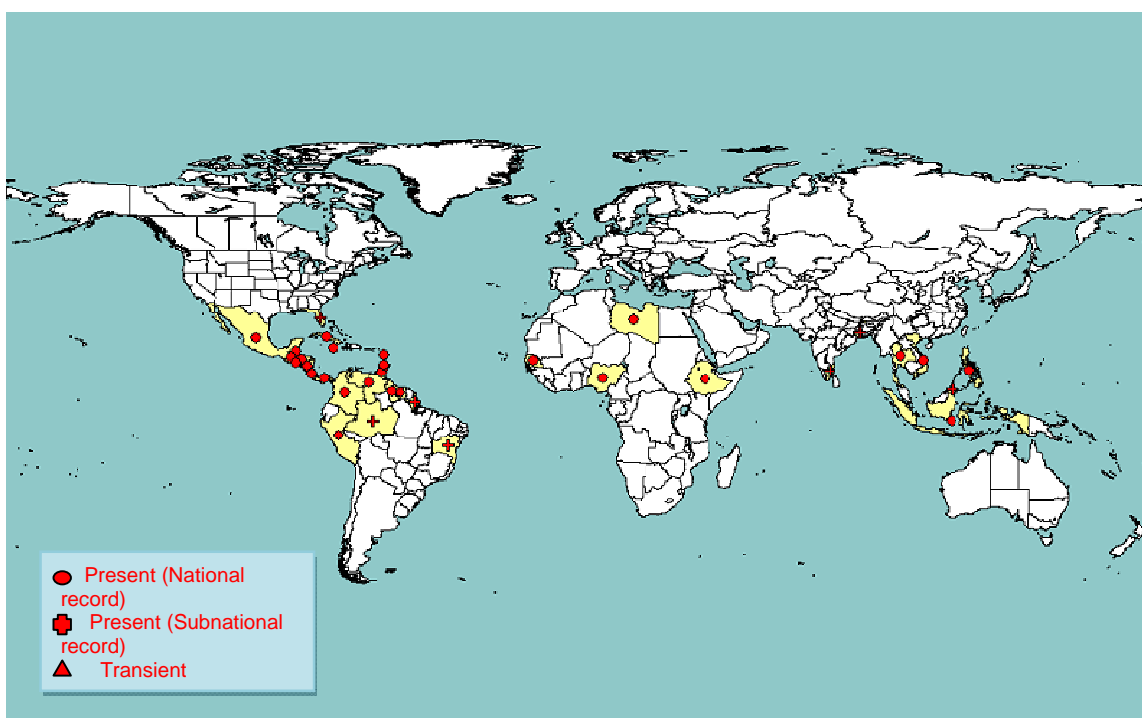 Present (National
record)
Present (Subnational
record)
Transient